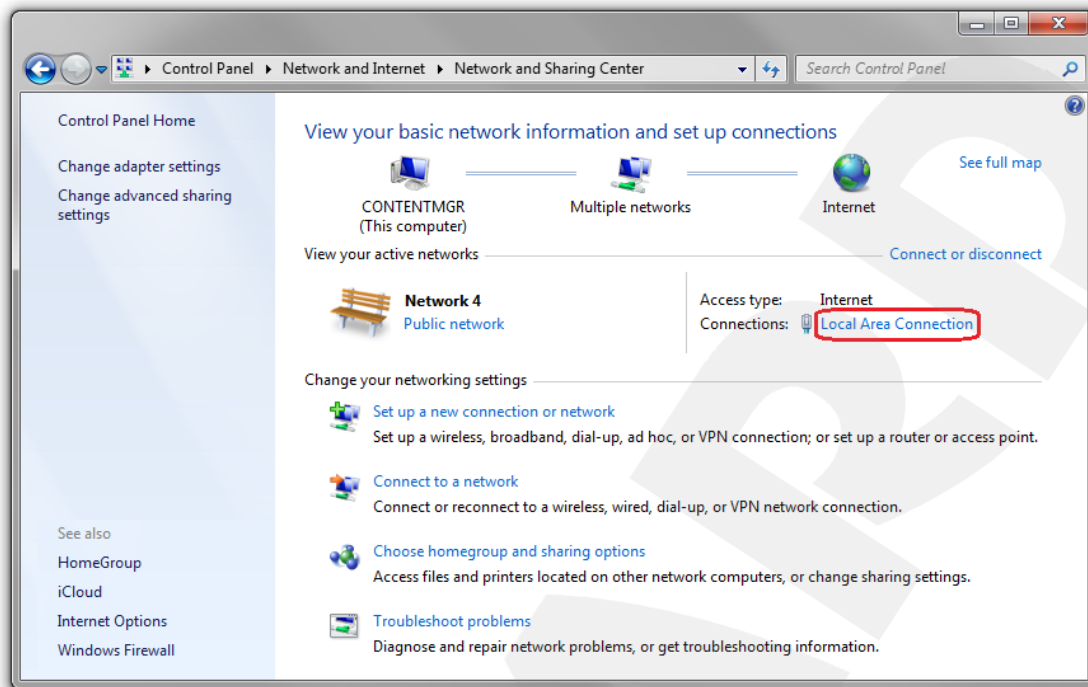 Control Panel Network and Internet Network and Sharing Center Search Control Panel
Control Panel Home
Change adapter settings
Change advanced sharing
settings
View your basic network information and set up connections
See full map
CONTENTMGR Multiple networks Internet
(This computer)
View your active networks Connect or disconnect
Network 4
Public network
Access type: Internet
Connections: Local Area Connection
Change your networking settings
Set up a new connection or network
Set up a wireless, broadband, dial-up, ad hoc, or VPN connection; or set up a router or access point.
Connect to a network
Connect or reconnect to a wireless, wired, dial-up, or VPN network connection.
Choose homegroup and sharing options
Access files and printers located on other network computers, or change sharing settings.
Troubleshoot problems
Diagnose and repair network problems, or get troubleshooting information.
See also
HomeGroup
iCloud
Internet Options
Windows Firewall